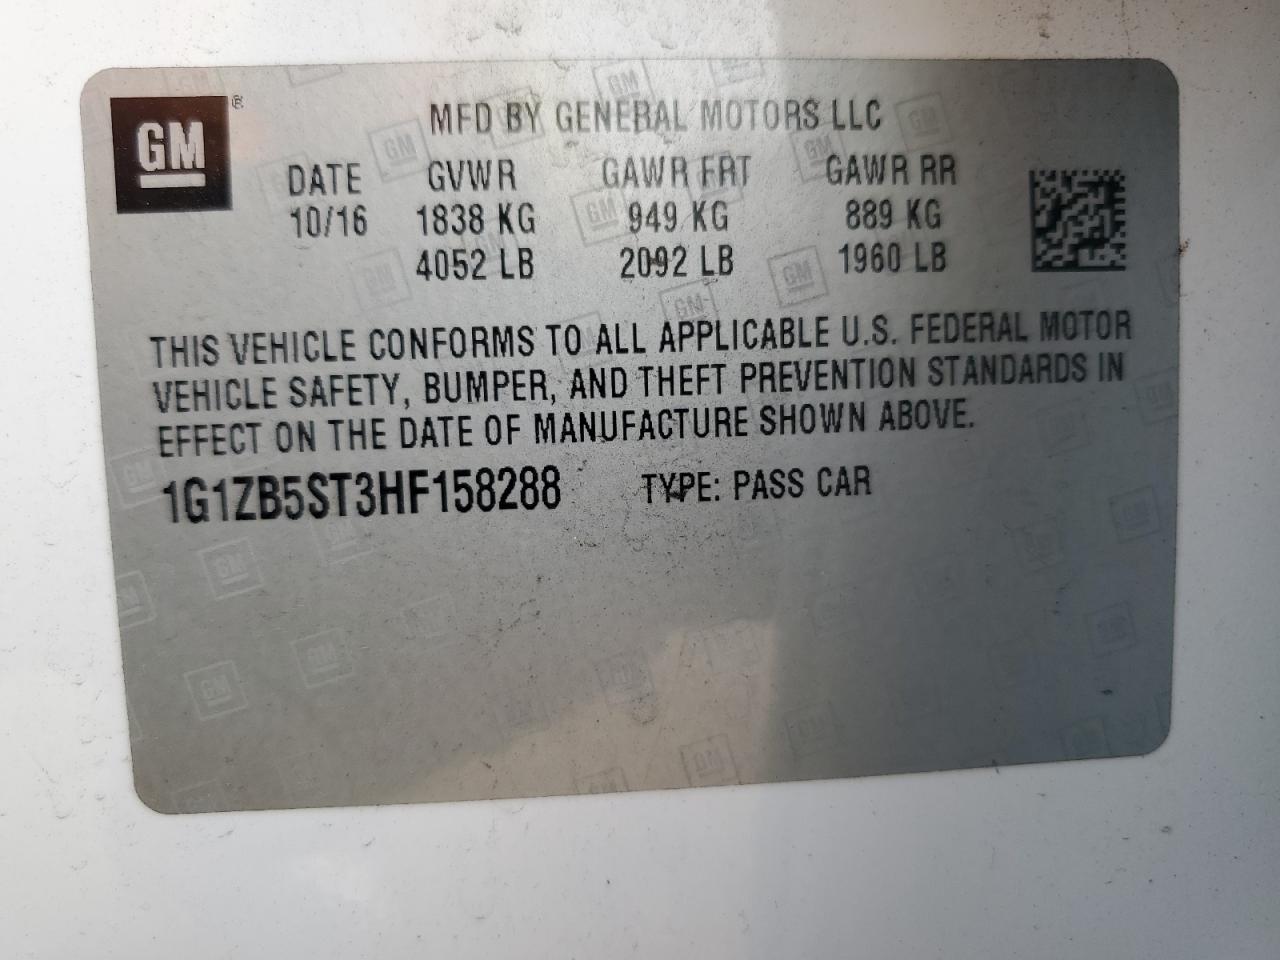 GM®
MFD BY GENERAL MOTORS LLC
DATE GVWR GAWR FRT GAWR RR
10/16 1838 KG 949 KG 889 KG
4052 LB 2092 LB 1960 LB
THIS VEHICLE CONFORMS TO ALL APPLICABLE U.S. FEDERAL MOTOR
VEHICLE SAFETY, BUMPER, AND THEFT PREVENTION STANDARDS IN
EFFECT ON THE DATE OF MANUFACTURE SHOWN ABOVE.
1G1ZB5ST3HF158288 TYPE: PASS CAR